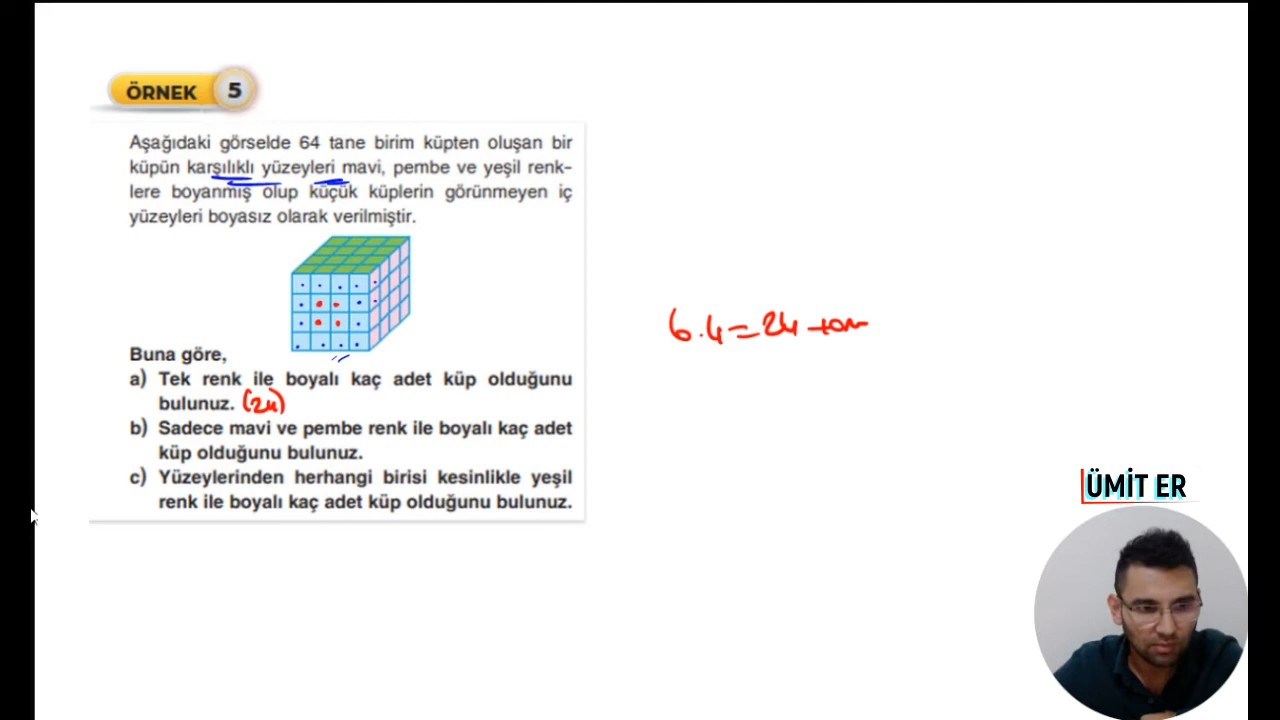 ÖRNEK 5
Aşağıdaki görselde 64 tane birim küpten oluşan bir
küpün karşılıklı yüzeyleri mavi, pembe ve yeşil renk-
lere boyanmış olup küçük küplerin görünmeyen iç
yüzeyleri boyasız olarak verilmiştir.
Buna göre,
a) Tek renk ile boyalı kaç adet küp olduğunu
bulunuz. (24)
b) Sadece mavi ve pembe renk ile boyalı kaç adet
küp olduğunu bulunuz.
c) Yüzeylerinden herhangi birisi kesinlikle yeşil
renk ile boyalı kaç adet küp olduğunu bulunuz.
6.4=24 tane
ÜMİT ER